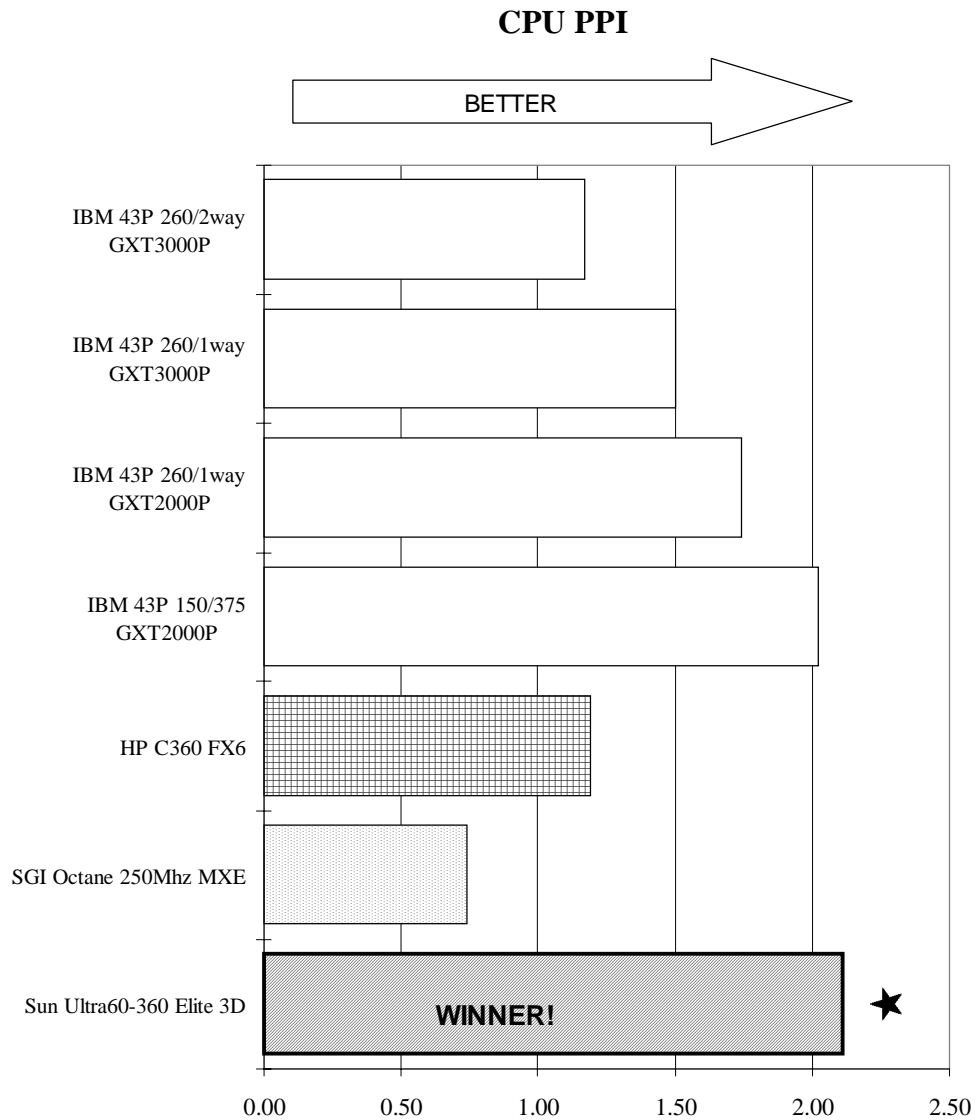 CPU PPI
BETTER
IBM 43P 260/2way
GXT3000P
IBM 43P 260/1way
GXT3000P
IBM 43P 260/1way
GXT2000P
IBM 43P 150/375
GXT2000P
HP C360 FX6
SGI Octane 250Mhz MXE
Sun Ultra60-360 Elite 3D
WINNER!
0.00 0.50 1.00 1.50 2.00 2.50